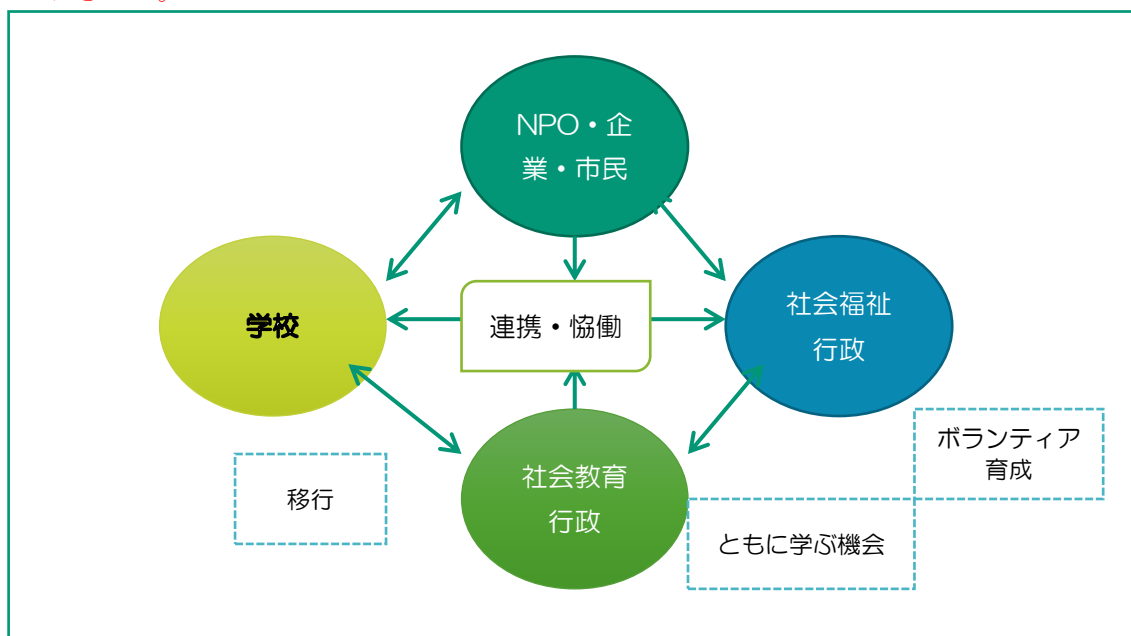 NPO・企
業・市民
学校
連携・恊働
社会福祉
行政
社会教育
行政
移行
ボランティア
育成
ともに学ぶ機会